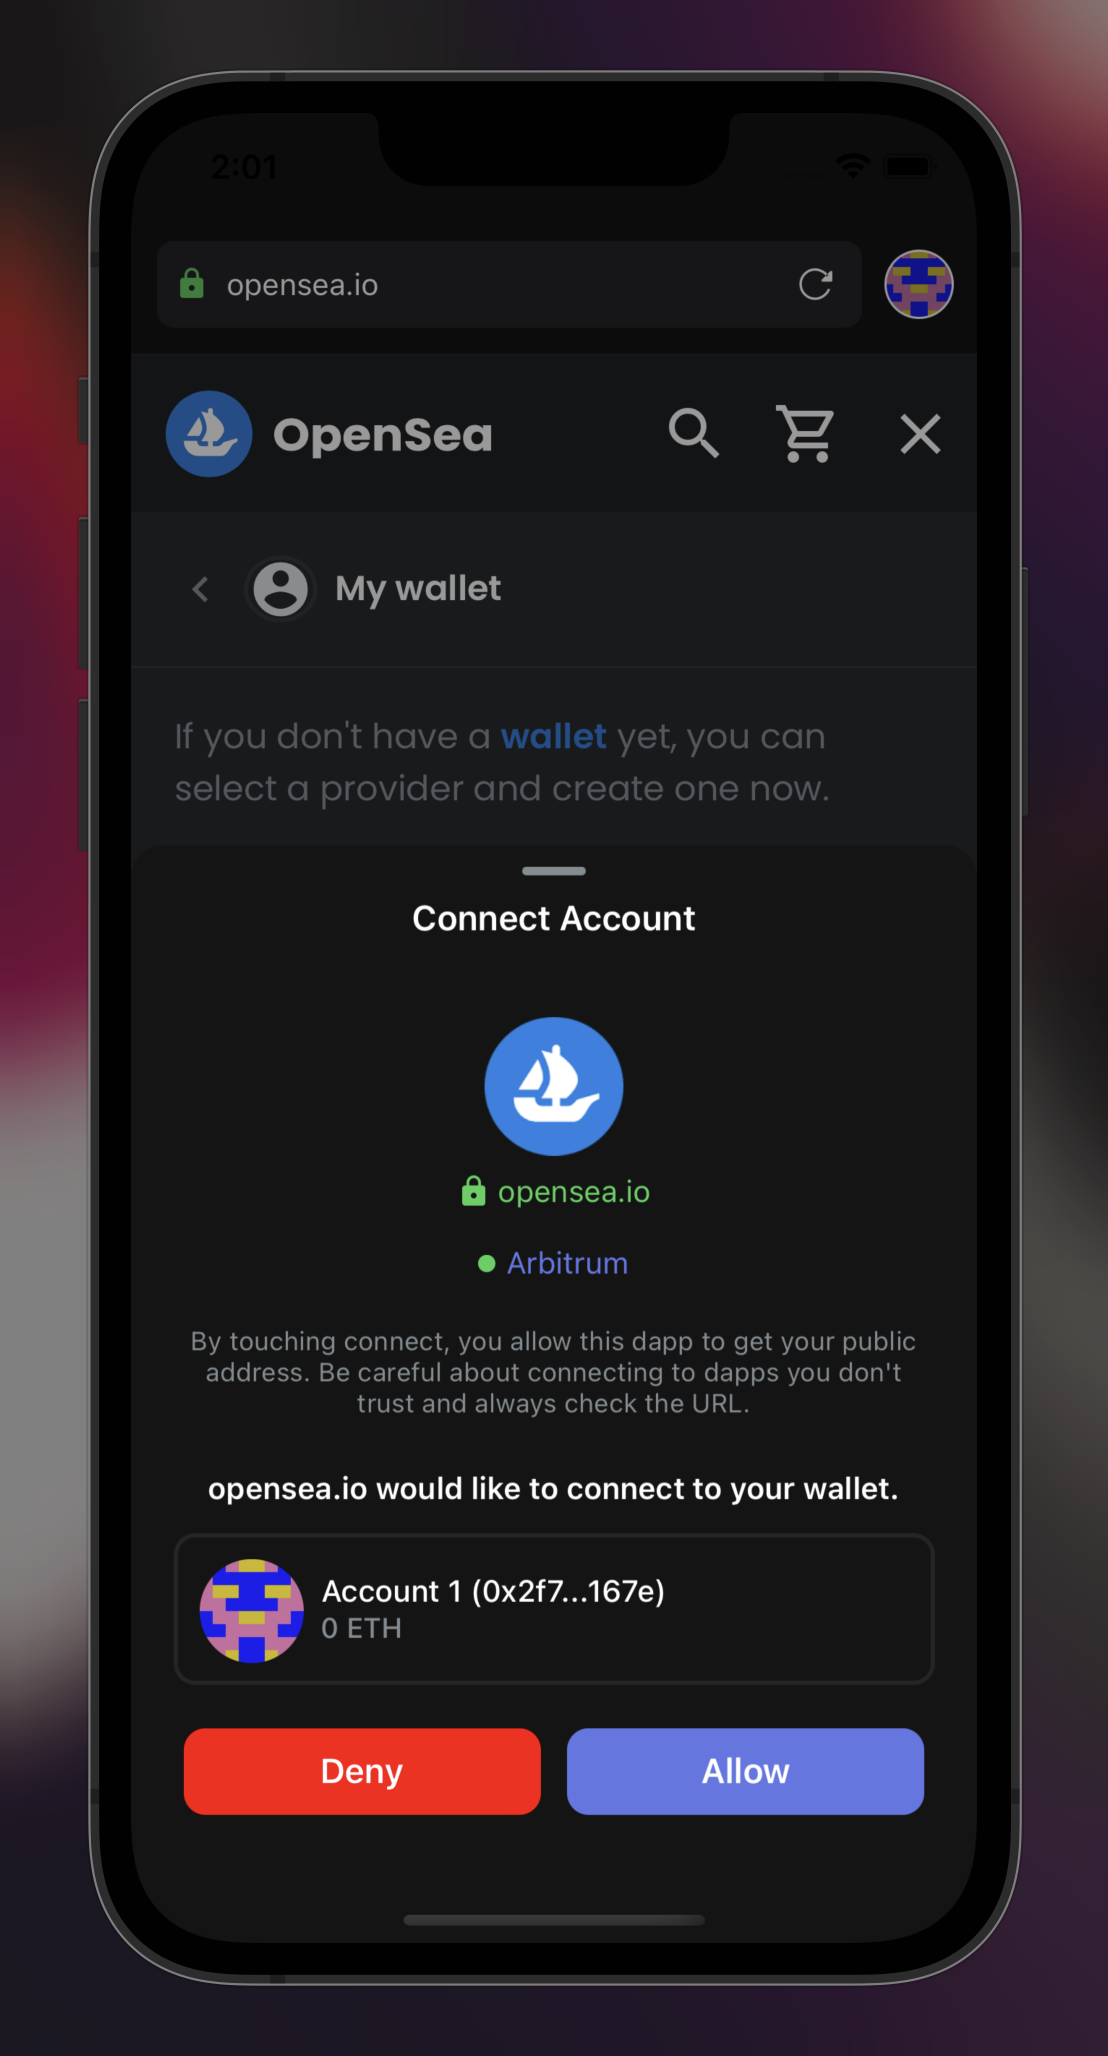 2:01
opensea.io
OpenSea
My wallet
If you don't have a wallet yet, you can
select a provider and create one now.
Connect Account
opensea.io
Arbitrum
By touching connect, you allow this dapp to get your public
address. Be careful about connecting to dapps you don't
trust and always check the URL.
opensea.io would like to connect to your wallet.
Account 1 (0x2f7...167e)
0 ETH
Deny
Allow